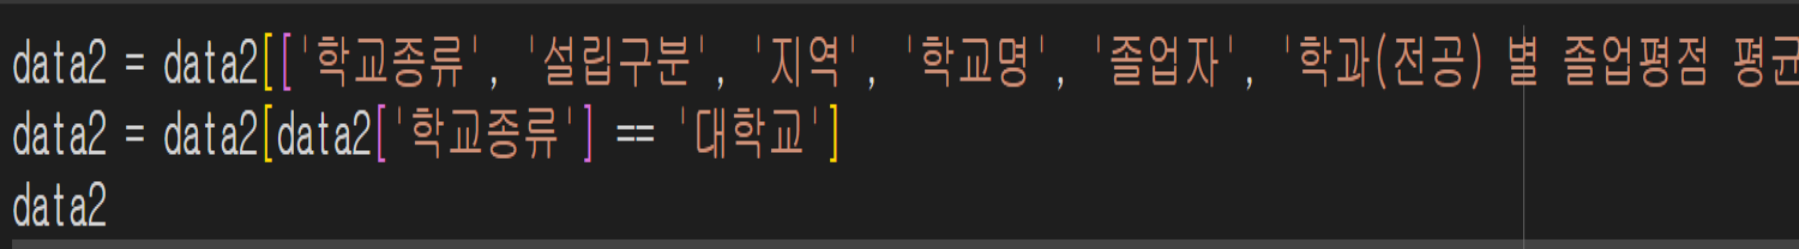 data2 = data2[['학교종류', '설립구분', '지역', '학교명', '졸업자', '학과(전공) 별 졸업평점 평균
data2 = data2[data2['학교종류'] == '대학교']
data2